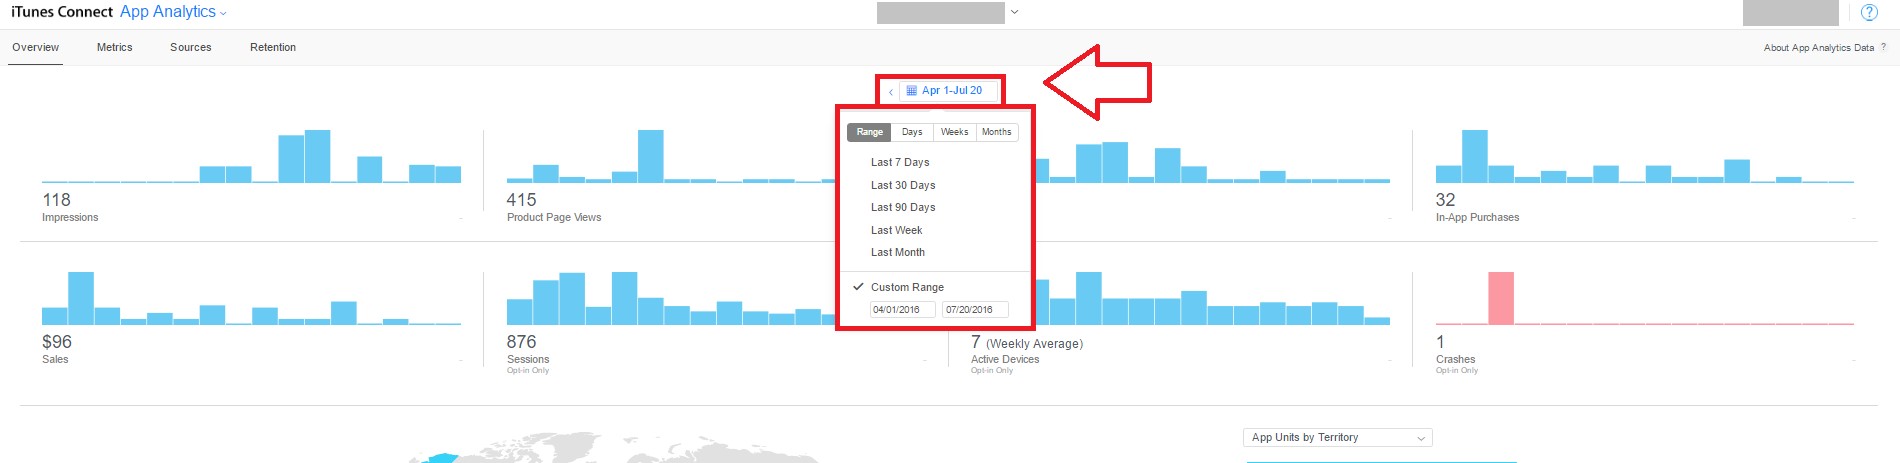 iTunes Connect App Analytics
?
Overview Metrics Sources Retention
About App Analytics Data ?
Apr 1-Jul 20
Range Days Weeks Months
Last 7 Days
Last 30 Days
Last 90 Days
Last Week
Last Month
Custom Range
04/01/2016 07/20/2016
118
Impressions
-
415
Product Page Views
-
32
In-App Purchases
-
$96
Sales
-
876
Sessions
-
Opt-in Only
7 (Weekly Average)
Active Devices
-
Opt-in Only
1
Crashes
-
Opt-in Only
App Units by Territory